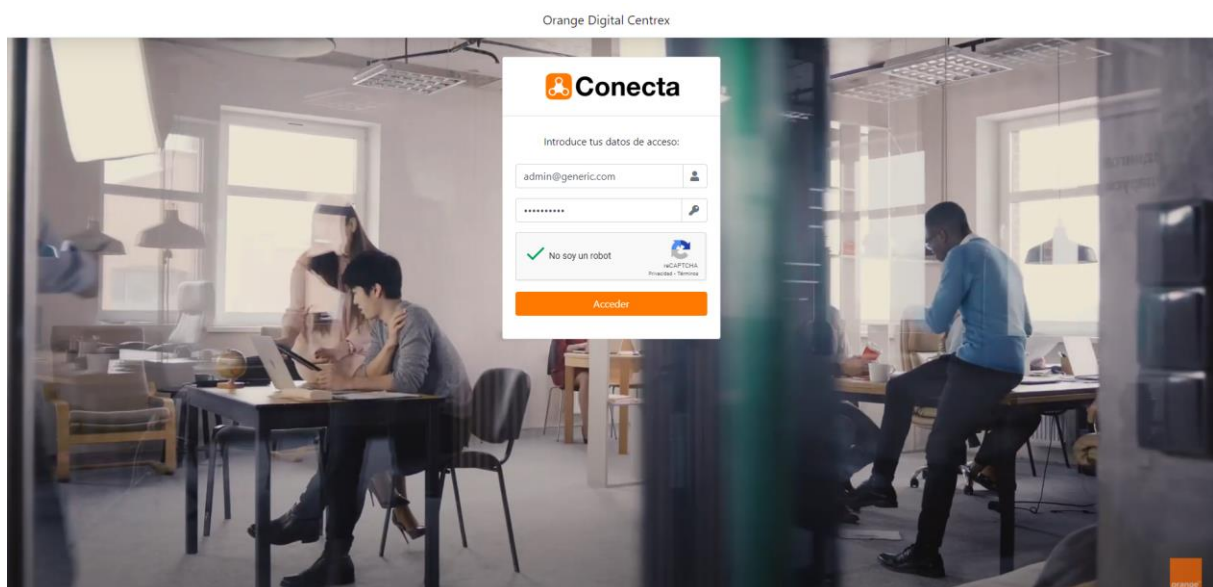 Orange Digital Centrex
Conecta
Introduce tus datos de acceso:
admin@generic.com
••••••••••
No soy un robot
reCAPTCHA
Privacidad - Términos
Acceder
orange